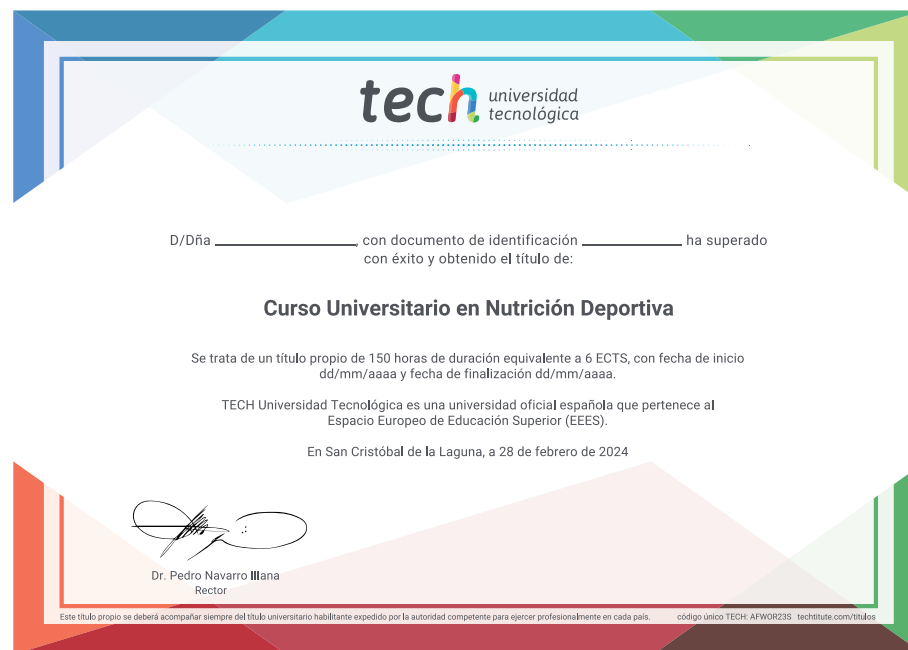 tech universidad
tecnológica
D/Dña ____________, con documento de identificación ____________ ha superado
con éxito y obtenido el título de:
Curso Universitario en Nutrición Deportiva
Se trata de un título propio de 150 horas de duración equivalente a 6 ECTS, con fecha de inicio
dd/mm/aaaa y fecha de finalización dd/mm/aaaa.
TECH Universidad Tecnológica es una universidad oficial española que pertenece al
Espacio Europeo de Educación Superior (EEES).
En San Cristóbal de la Laguna, a 28 de febrero de 2024
Dr. Pedro Navarro Illana
Rector
Este título propio se deberá acompañar siempre del título universitario habilitante expedido por la autoridad competente para ejercer profesionalmente en cada país. código único TECH: AFWOR23S techtitute.com/titulos